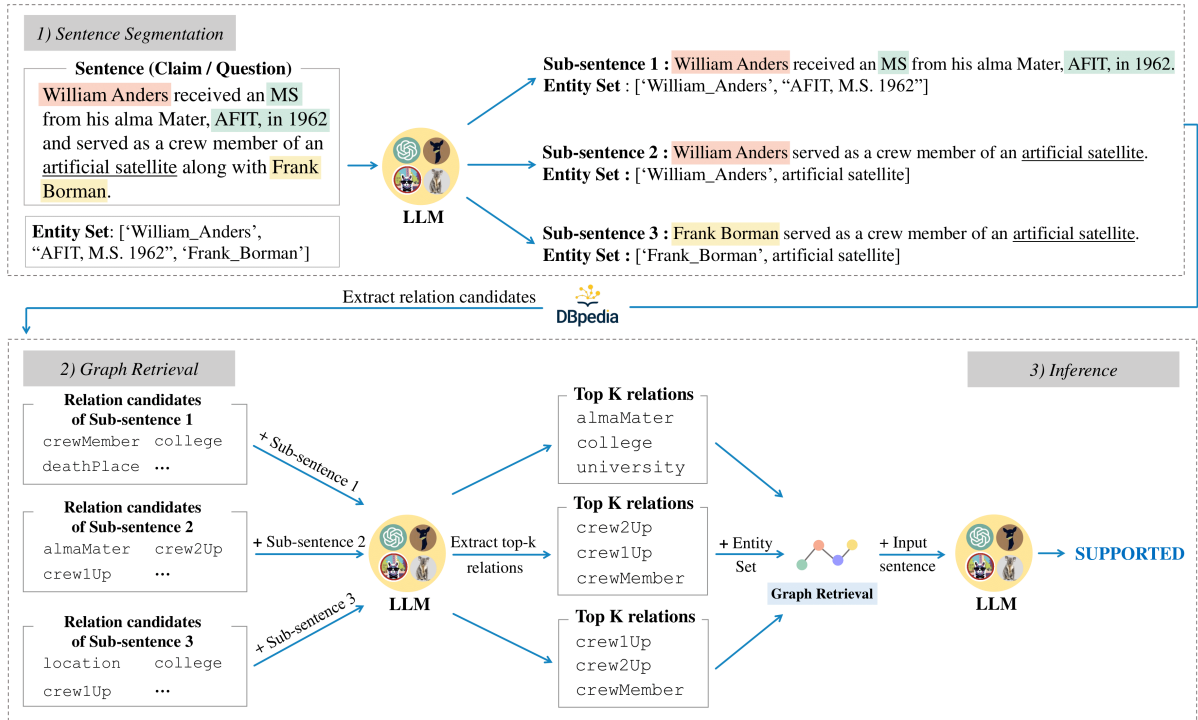 1) Sentence Segmentation
Sentence (Claim / Question)
William Anders received an MS
from his alma Mater, AFIT, in 1962
and served as a crew member of an
artificial satellite along with Frank
Borman.
Entity Set: [‘William_Anders’,
“AFIT, M.S. 1962”, ‘Frank_Borman’]
LLM
Sub-sentence 1 : William Anders received an MS from his alma Mater, AFIT, in 1962.
Entity Set : [‘William_Anders’, “AFIT, M.S. 1962”]
Sub-sentence 2 : William Anders served as a crew member of an artificial satellite.
Entity Set : [‘William_Anders’, artificial satellite]
Sub-sentence 3 : Frank Borman served as a crew member of an artificial satellite.
Entity Set : [‘Frank_Borman’, artificial satellite]
Extract relation candidates
DBpedia
2) Graph Retrieval
3) Inference
Relation candidates
of Sub-sentence 1
crewMember college
deathPlace ...
+ Sub-sentence 1
Relation candidates
of Sub-sentence 2
almaMater crew2Up
crew1Up ...
+ Sub-sentence 2
Relation candidates
of Sub-sentence 3
location college
crew1Up ...
+ Sub-sentence 3
LLM
Extract top-k
relations
Top K relations
almaMater
college
university
Top K relations
crew2Up
crew1Up
crewMember
Top K relations
crew1Up
crew2Up
crewMember
+ Entity
Set
Graph Retrieval
+ Input
sentence
LLM
SUPPORTED